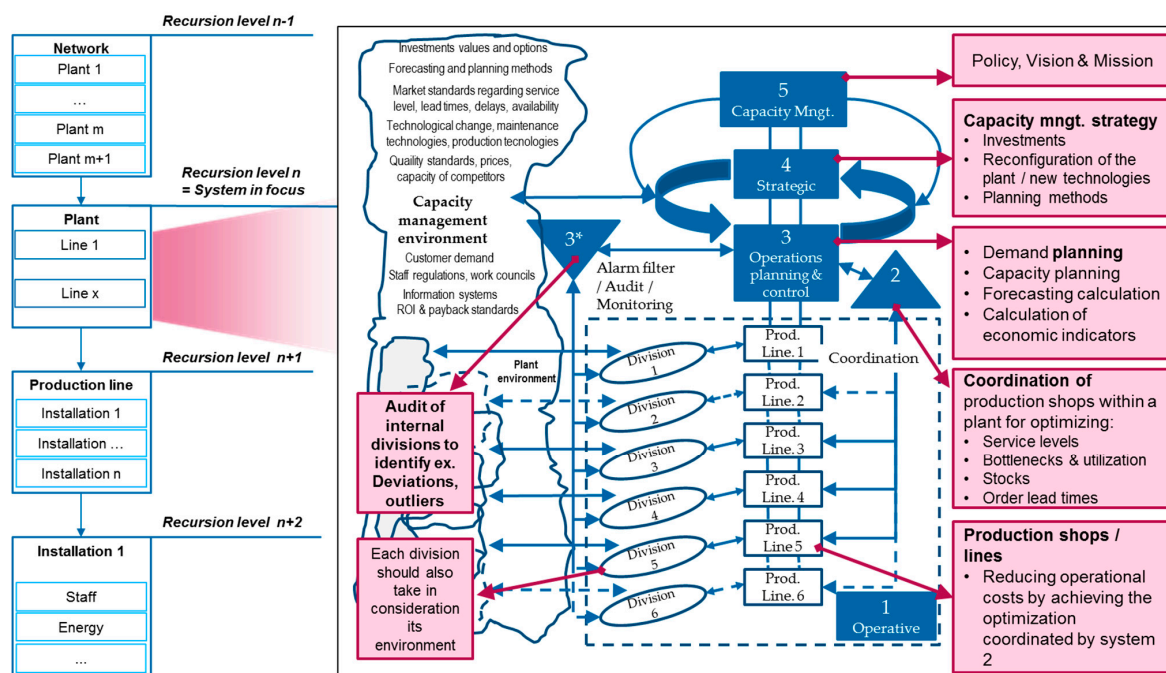 Recursion level n-1
Network
Plant 1
...
Plant m
Plant m+1
Recursion level n
= System in focus
Plant
Line 1
Line x
Recursion level n+1
Production line
Installation 1
Installation ...
Installation n
Recursion level n+2
Installation 1
Staff
Energy
...
Investments values and options
Forecasting and planning methods
Market standards regarding service
level, lead times, delays, availability
Technological change, maintenance
technologies, production tecnologies
Quaility standards, prices,
capacity of competitors
Capacity
management
environment
Customer demand
Staff regulations, work councils
Information systems
ROI & payback standards
Plant
environment
Audit of
internal
divisions to
identify ex.
Deviations,
outliers
Each division
should also
take in
consideration
its
environment
3*
Alarm filter
/ Audit /
Monitoring
5
Capacity Mngt.
4
Strategic
3
Operations
planning &
control
2
Coordination
Division
1
Division
2
Division
3
Division
4
Division
5
Division
6
Prod.
Line. 1
Prod.
Line. 2
Prod.
Line. 3
Prod.
Line. 4
Prod.
Line 5
Prod.
Line. 6
1
Operative
Policy, Vision & Mission
Capacity mngt. strategy
• Investments
• Reconfiguration of the
plant / new technologies
• Planning methods
• Demand planning
• Capacity planning
• Forecasting calculation
• Calculation of
economic indicators
Coordination of
production shops within a
plant for optimizing:
• Service levels
• Bottlenecks & utilization
• Stocks
• Order lead times
Production shops /
lines
• Reducing operational
costs by achieving the
optimization
coordinated by system
2